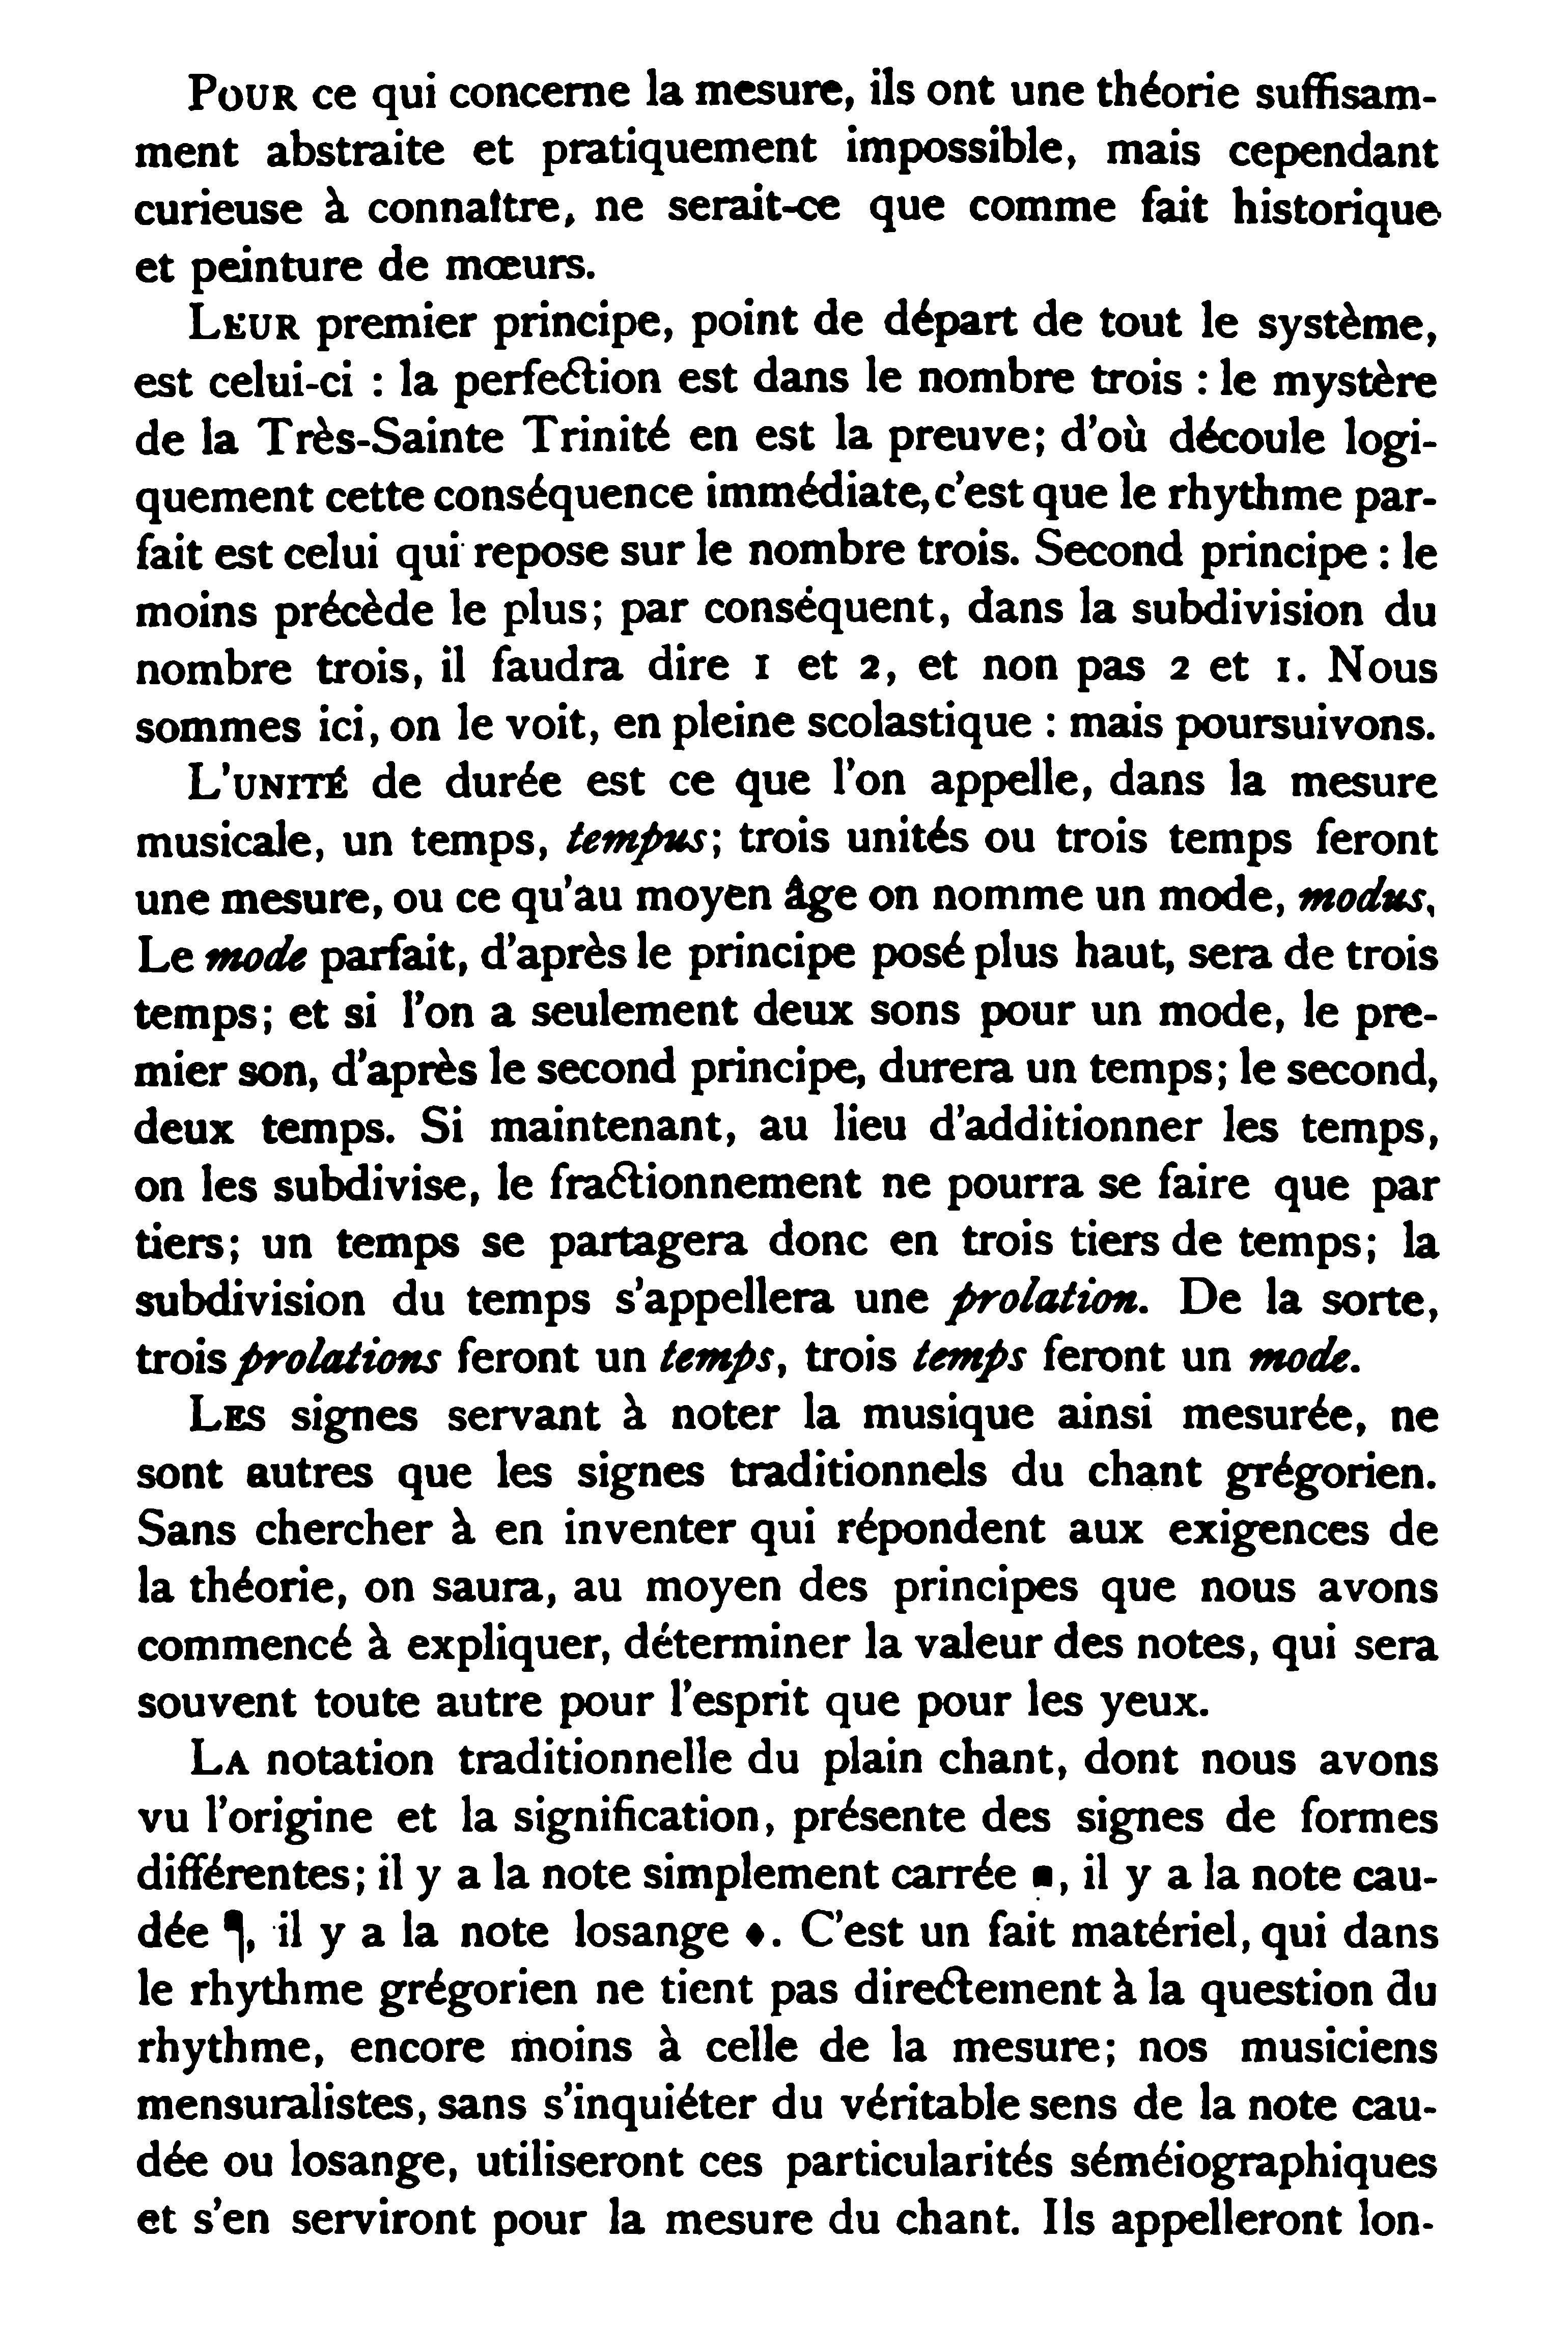 POUR ce qui concerne la mesure, ils ont une théorie suffisam-
ment abstraite et pratiquement impossible, mais cependant
curieuse à connaître, ne serait-ce que comme fait historique
et peinture de mœurs.
LEUR premier principe, point de départ de tout le système,
est celui-ci : la perfection est dans le nombre trois : le mystère
de la Très-Sainte Trinité en est la preuve; d'où découle logi-
quement cette conséquence immédiate, c'est que le rhythme par-
fait est celui qui repose sur le nombre trois. Second principe : le
moins précède le plus; par conséquent, dans la subdivision du
nombre trois, il faudra dire 1 et 2, et non pas 2 et 1. Nous
sommes ici, on le voit, en pleine scolastique : mais poursuivons.
L'UNITÉ de durée est ce que l'on appelle, dans la mesure
musicale, un temps, tempus; trois unités ou trois temps feront
une mesure, ou ce qu'au moyen âge on nomme un mode, modus,
Le mode parfait, d'après le principe posé plus haut, sera de trois
temps; et si l'on a seulement deux sons pour un mode, le pre-
mier son, d'après le second principe, durera un temps; le second,
deux temps. Si maintenant, au lieu d'additionner les temps,
on les subdivise, le fractionnement ne pourra se faire que par
tiers; un temps se partagera donc en trois tiers de temps; la
subdivision du temps s'appellera une prolation. De la sorte,
trois prolations feront un temps, trois temps feront un mode.
LES signes servant à noter la musique ainsi mesurée, ne
sont autres que les signes traditionnels du chant grégorien.
Sans chercher à en inventer qui répondent aux exigences de
la théorie, on saura, au moyen des principes que nous avons
commencé à expliquer, déterminer la valeur des notes, qui sera
souvent toute autre pour l'esprit que pour les yeux.
LA notation traditionnelle du plain chant, dont nous avons
vu l'origine et la signification, présente des signes de formes
différentes; il y a la note simplement carrée ■, il y a la note cau-
dée ¶, il y a la note losange ♦. C'est un fait matériel, qui dans
le rhythme grégorien ne tient pas directement à la question du
rhythme, encore moins à celle de la mesure; nos musiciens
mensuralistes, sans s'inquiéter du véritable sens de la note cau-
dée ou losange, utiliseront ces particularités séméiographiques
et s'en serviront pour la mesure du chant. Ils appelleront lon-